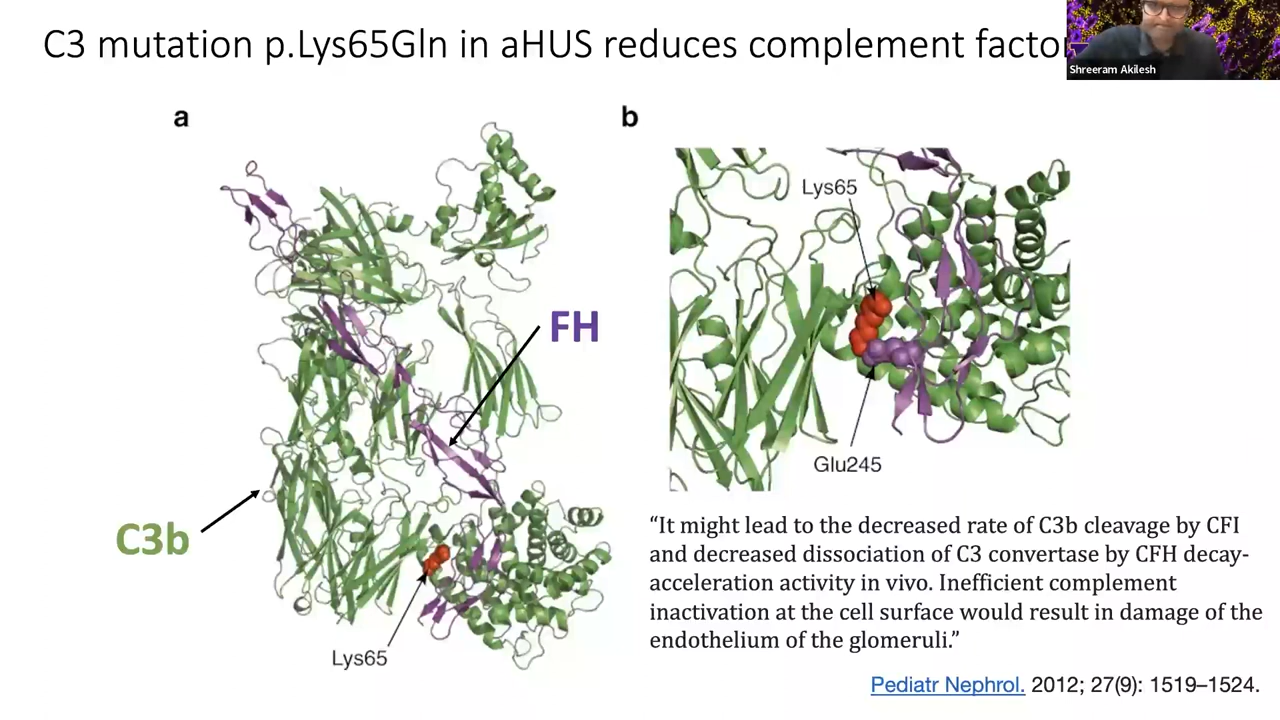 C3 mutation p.Lys65Gln in aHUS reduces complement factor
Shreeram Akilesh
a
b
Lys65
FH
Glu245
C3b
Lys65
“It might lead to the decreased rate of C3b cleavage by CFI
and decreased dissociation of C3 convertase by CFH decay-
acceleration activity in vivo. Inefficient complement
inactivation at the cell surface would result in damage of the
endothelium of the glomeruli.”
Pediatr Nephrol. 2012; 27(9): 1519–1524.